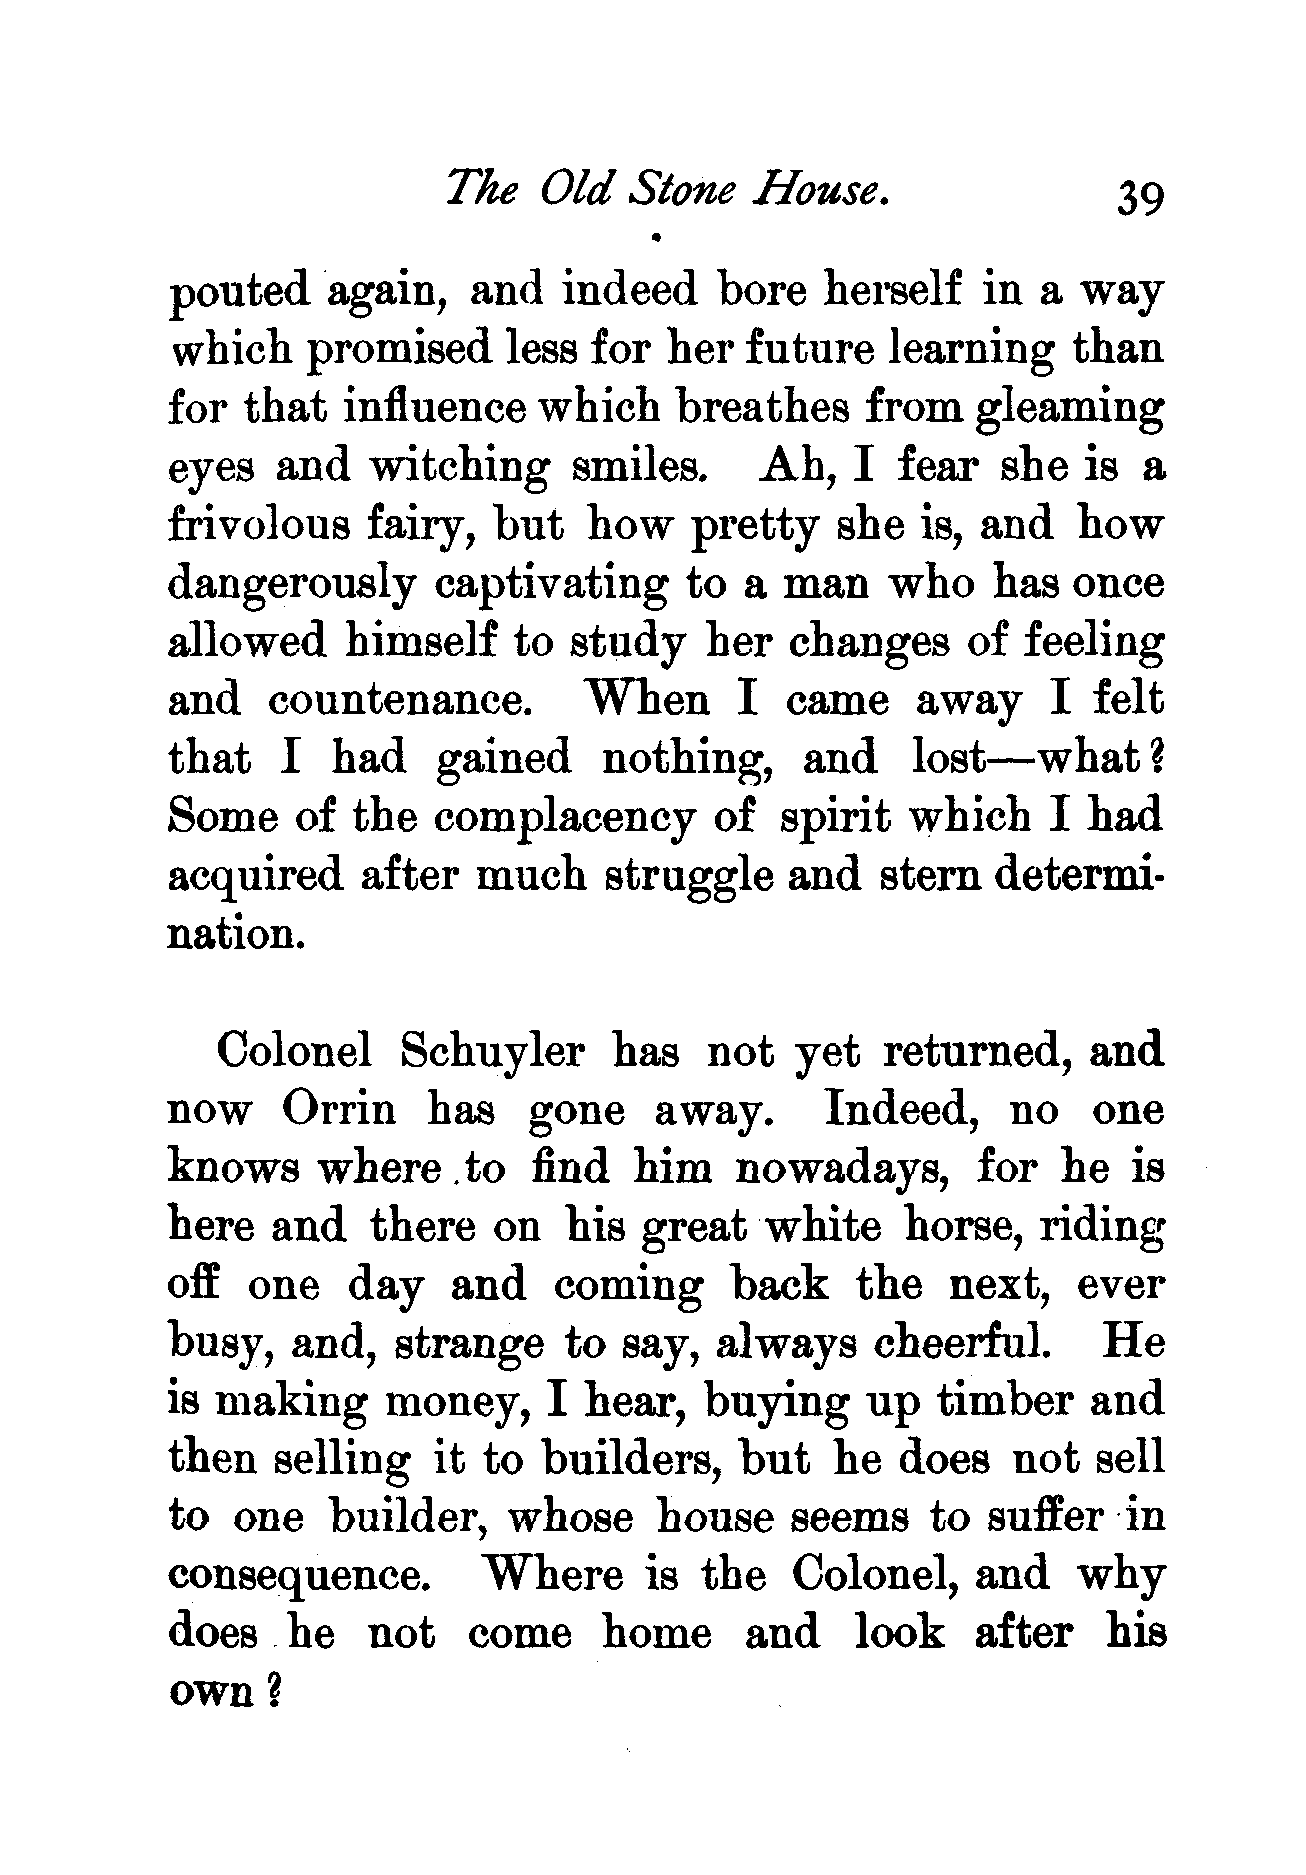 The Old Stone House. 39
pouted again, and indeed bore herself in a way
which promised less for her future learning than
for that influence which breathes from gleaming
eyes and witching smiles. Ah, I fear she is a
frivolous fairy, but how pretty she is, and how
dangerously captivating to a man who has once
allowed himself to study her changes of feeling
and countenance. When I came away I felt
that I had gained nothing, and lost—what?
Some of the complacency of spirit which I had
acquired after much struggle and stern determi-
nation.
Colonel Schuyler has not yet returned, and
now Orrin has gone away. Indeed, no one
knows where to find him nowadays, for he is
here and there on his great white horse, riding
off one day and coming back the next, ever
busy, and, strange to say, always cheerful. He
is making money, I hear, buying up timber and
then selling it to builders, but he does not sell
to one builder, whose house seems to suffer in
consequence. Where is the Colonel, and why
does he not come home and look after his
own?